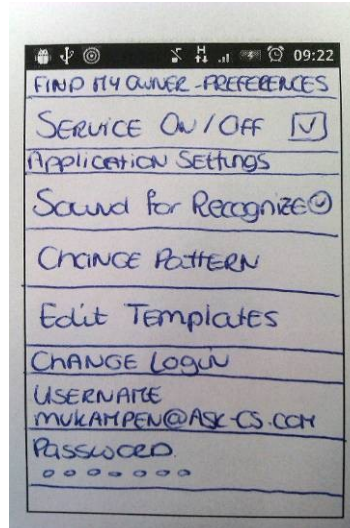 H 09:22
FIND MY OWNER - PREFERENCES
SERVICE ON/OFF
Application Settings
Sound for Recognize
CHANGE PATTERN
Edit Templates
CHANGE LOGIN
USERNAME
MVKAMPEN@ASK-CS.COM
Password